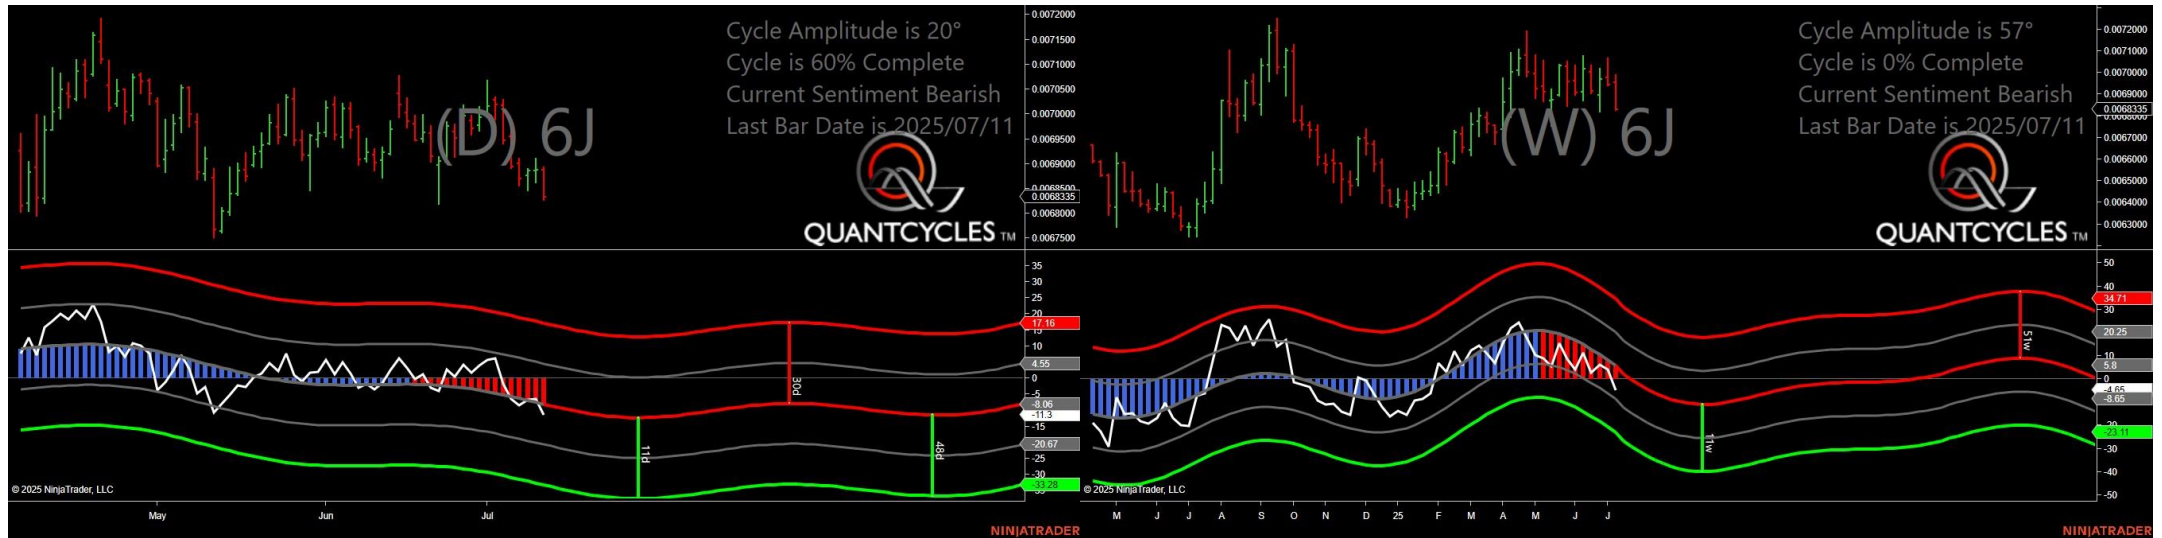 Cycle Amplitude is 20°
Cycle is 60% Complete
Current Sentiment Bearish
Last Bar Date is 2025/07/11
(D) 6J
QUANTCYCLES TM
0.0072000
0.0071500
0.0071000
0.0070500
0.0070000
0.0069500
0.0069000
0.0068500
0.0068335
0.0068000
0.0067500
35
30
25
20
17.16
15
10
4.55
0
-5
-8.06
-11.3
-15
-20.67
-25
-30
-33.28
11d
30d
48d
© 2025 NinjaTrader, LLC
May
Jun
Jul
NINJATRADER
Cycle Amplitude is 57°
Cycle is 0% Complete
Current Sentiment Bearish
Last Bar Date is 2025/07/11
(W) 6J
QUANTCYCLES TM
0.0072000
0.0071000
0.0070000
0.0069000
0.0068335
0.0068000
0.0067000
0.0066000
0.0065000
0.0064000
0.0063000
50
40
34.71
30
20.25
10
5.8
0
-4.65
-8.65
-23.11
-30
-40
-50
11w
51w
© 2025 NinjaTrader, LLC
M
J
J
A
S
O
N
D
25
F
M
A
M
J
J
NINJATRADER